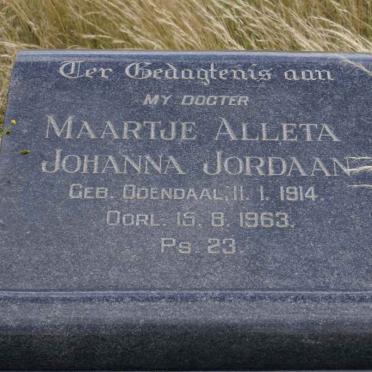 Ter Gedagtenis aan
MY DOGTER
MAARTJE ALLETA
JOHANNA JORDAAN
GEB. ODENDAAL, 11. 1. 1914.
OORL. 15. 8. 1963.
PS. 23.